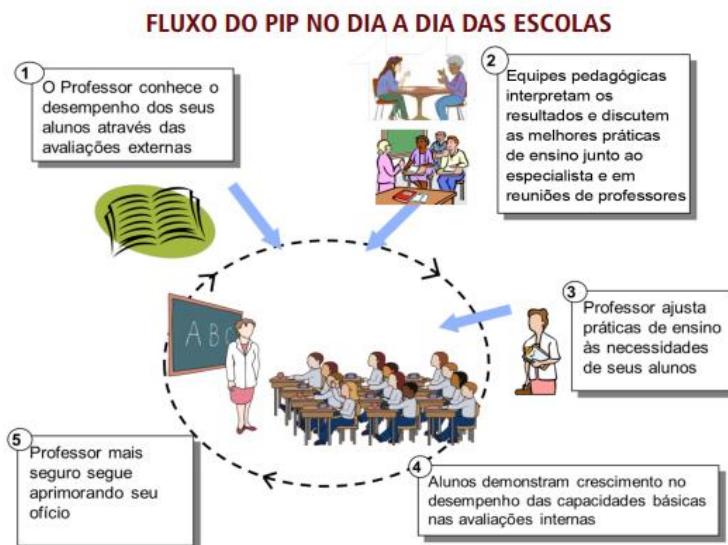 FLUXO DO PIP NO DIA A DIA DAS ESCOLAS
1
O Professor conhece o
desempenho dos seus
alunos através das
avaliações externas
2
Equipes pedagógicas
interpretam os
resultados e discutem
as melhores práticas
de ensino junto ao
especialista e em
reuniões de professores
3
Professor ajusta
práticas de ensino
às necessidades
de seus alunos
ABC
4
Alunos demonstram crescimento no
desempenho das capacidades básicas
nas avaliações internas
5
Professor mais
seguro segue
aprimorando seu
ofício